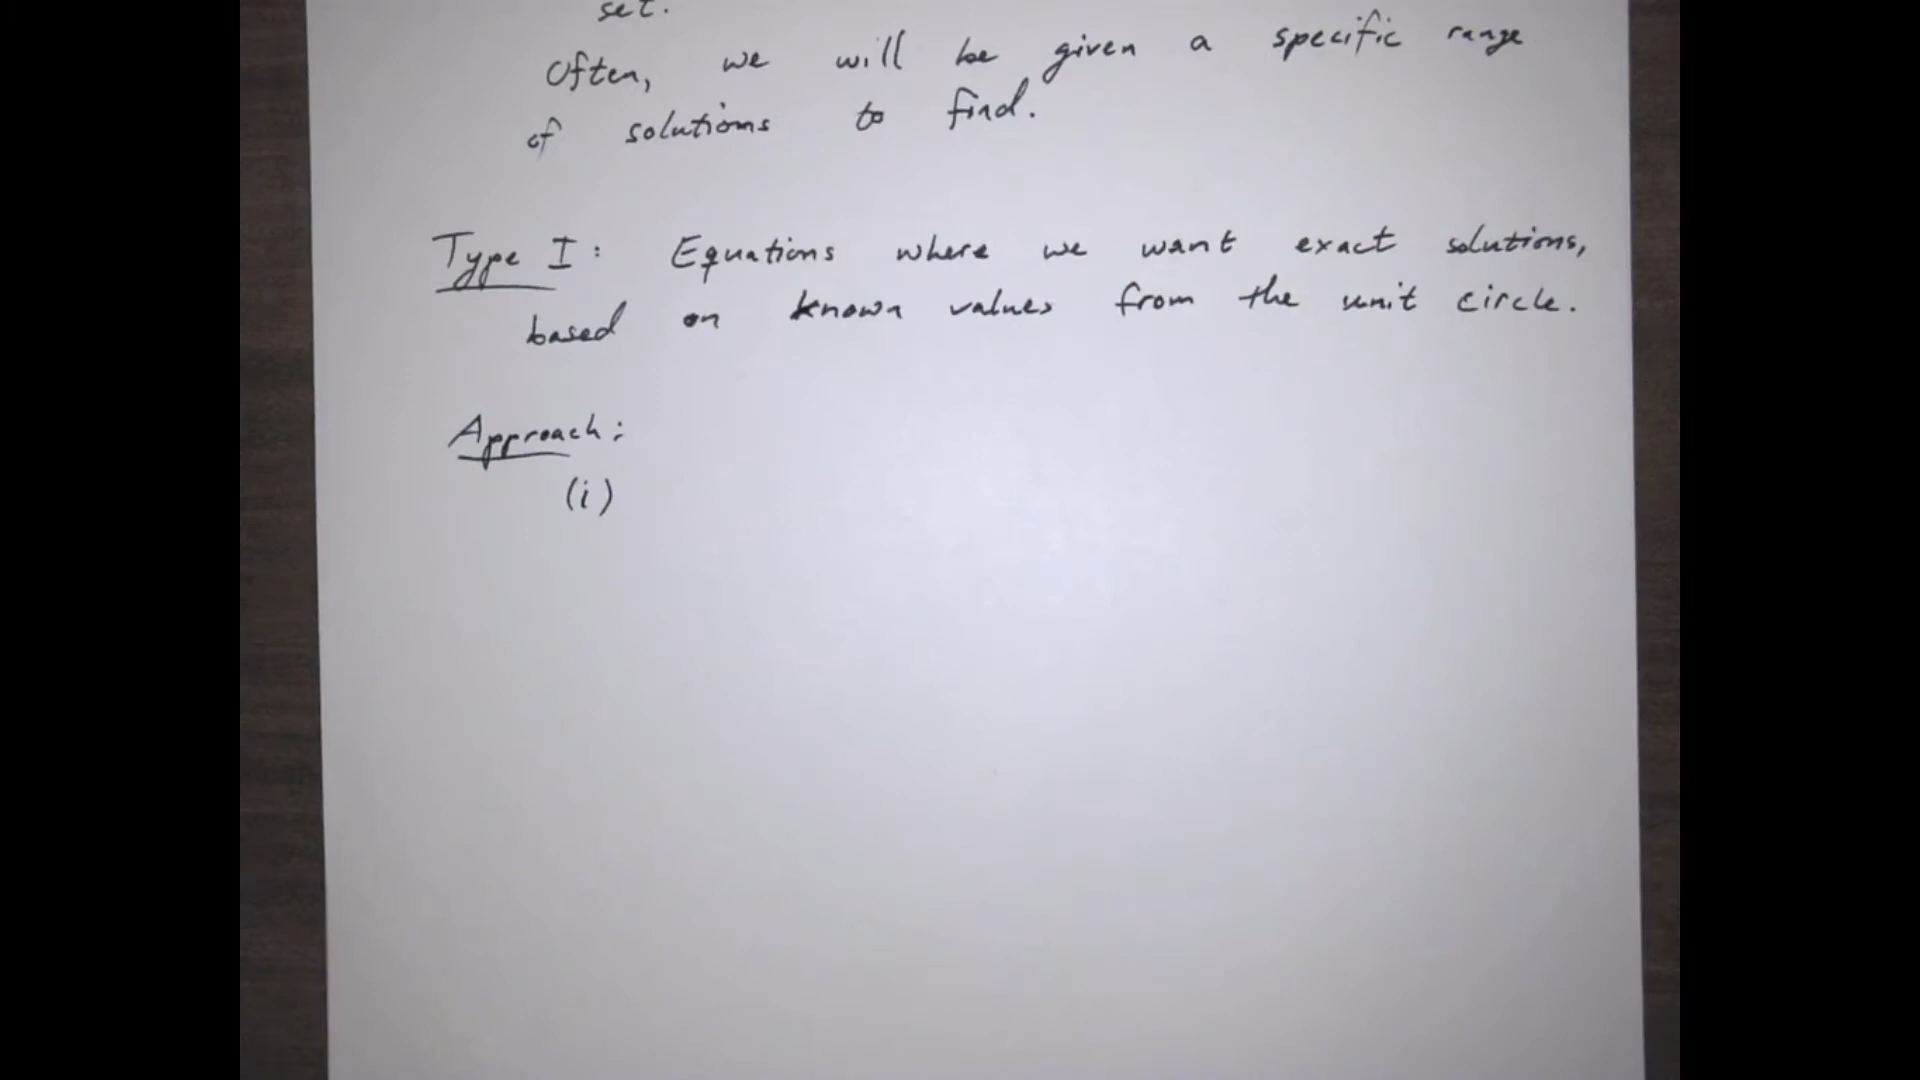 set.
Often, we will be given a specific range
of solutions to find.
Type I: Equations where we want exact solutions,
based on known values from the unit circle.
Approach:
(i)